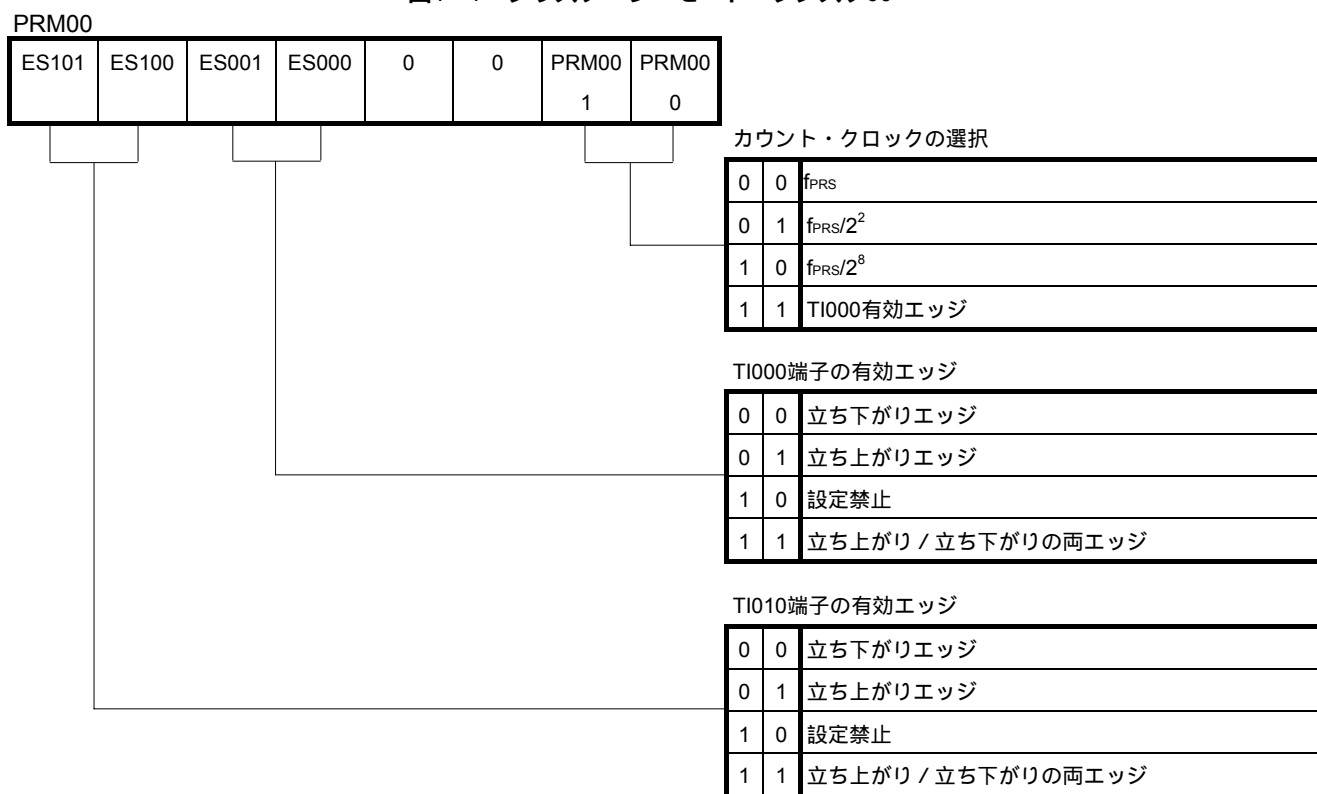 PRM00
ES101 ES100 ES001 ES000 0 0 PRM00 PRM00
1 0
カウント・クロックの選択
0 0 fPRS
0 1 fPRS/2²
1 0 fPRS/2⁸
1 1 TI000有効エッジ
TI000端子の有効エッジ
0 0 立ち下がりエッジ
0 1 立ち上がりエッジ
1 0 設定禁止
1 1 立ち上がり / 立ち下がりの両エッジ
TI010端子の有効エッジ
0 0 立ち下がりエッジ
0 1 立ち上がりエッジ
1 0 設定禁止
1 1 立ち上がり / 立ち下がりの両エッジ